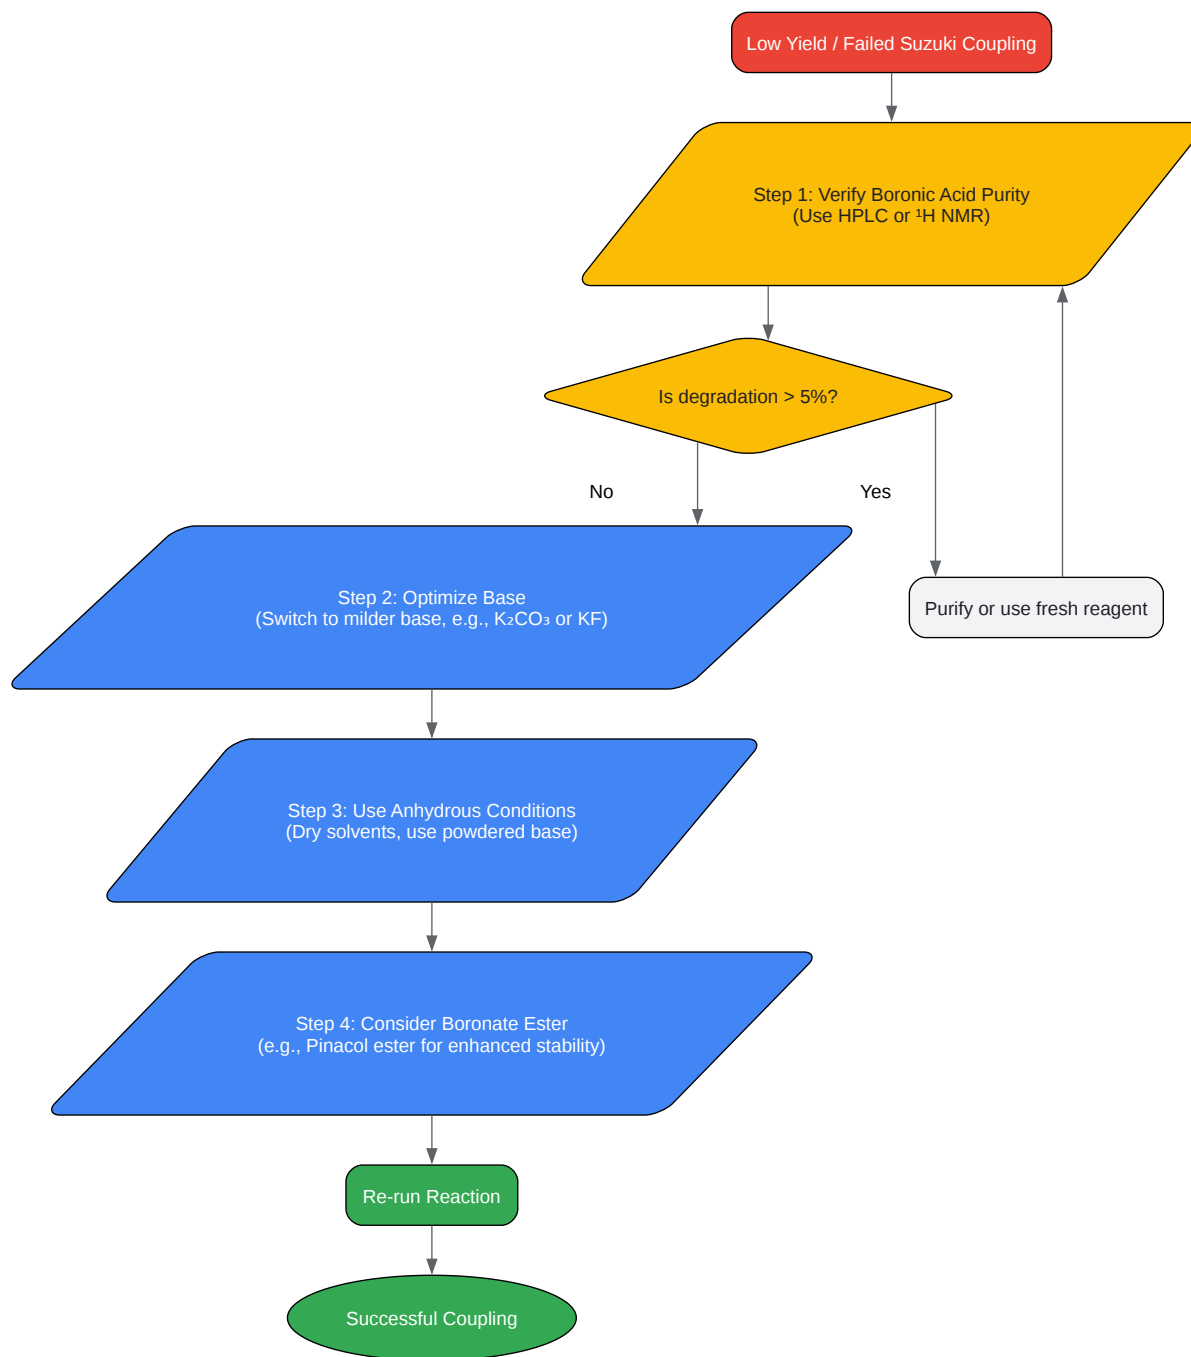 Low Yield / Failed Suzuki Coupling
Step 1: Verify Boronic Acid Purity
(Use HPLC or ¹H NMR)
Is degradation > 5%?
No
Yes
Step 2: Optimize Base
(Switch to milder base, e.g., K₂CO₃ or KF)
Purify or use fresh reagent
Step 3: Use Anhydrous Conditions
(Dry solvents, use powdered base)
Step 4: Consider Boronate Ester
(e.g., Pinacol ester for enhanced stability)
Re-run Reaction
Successful Coupling